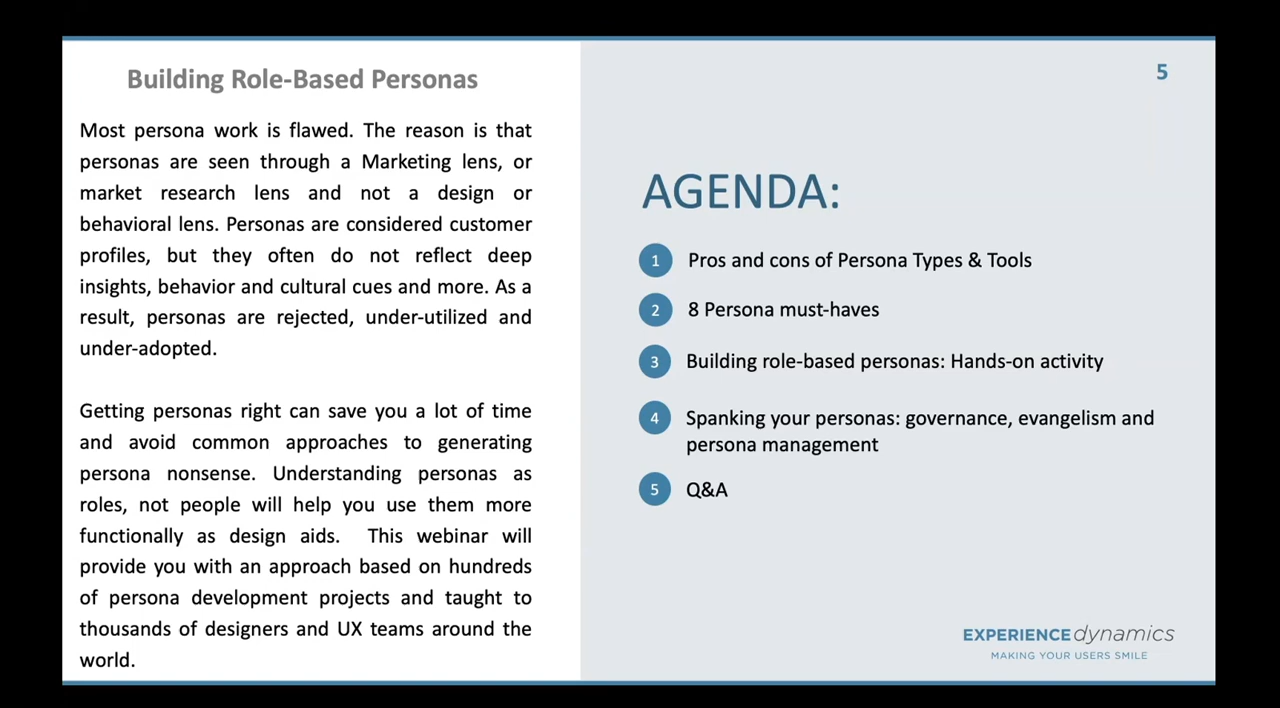 Building Role-Based Personas
Most persona work is flawed. The reason is that
personas are seen through a Marketing lens, or
market research lens and not a design or
behavioral lens. Personas are considered customer
profiles, but they often do not reflect deep
insights, behavior and cultural cues and more. As a
result, personas are rejected, under-utilized and
under-adopted.
Getting personas right can save you a lot of time
and avoid common approaches to generating
persona nonsense. Understanding personas as
roles, not people will help you use them more
functionally as design aids. This webinar will
provide you with an approach based on hundreds
of persona development projects and taught to
thousands of designers and UX teams around the
world.
5
AGENDA:
1 Pros and cons of Persona Types & Tools
2 8 Persona must-haves
3 Building role-based personas: Hands-on activity
4 Spanking your personas: governance, evangelism and
persona management
5 Q&A
EXPERIENCE dynamics
MAKING YOUR USERS SMILE